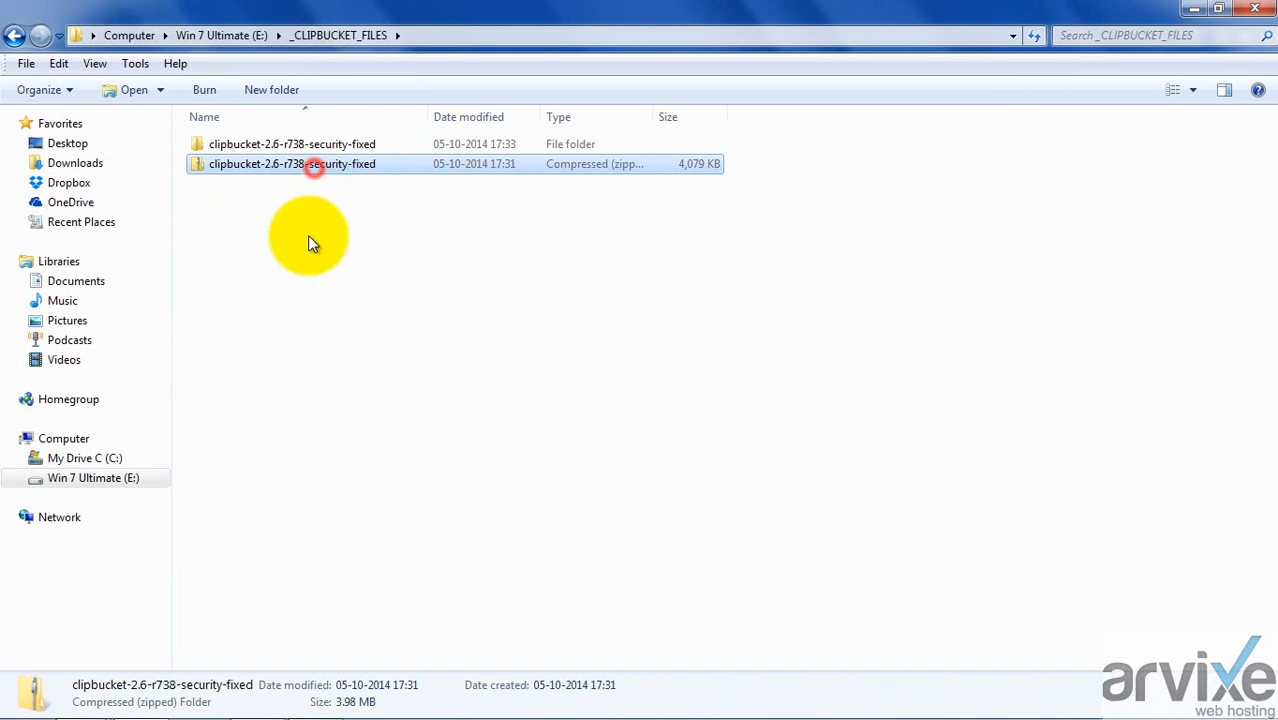 Computer Win 7 Ultimate (E:) _CLIPBUCKET_FILES Search _CLIPBUCKET_FILES
File Edit View Tools Help
Organize Open Burn New folder
Name Date modified Type Size
Favorites
Desktop
Downloads
Dropbox
OneDrive
Recent Places
Libraries
Documents
Music
Pictures
Podcasts
Videos
Homegroup
Computer
My Drive C (C:)
Win 7 Ultimate (E:)
Network
clipbucket-2.6-r738-security-fixed 05-10-2014 17:33 File folder
clipbucket-2.6-r738-security-fixed 05-10-2014 17:31 Compressed (zipp... 4,079 KB
clipbucket-2.6-r738-security-fixed Date modified: 05-10-2014 17:31 Date created: 05-10-2014 17:31
Compressed (zipped) Folder Size: 3.98 MB
arvixe
web hosting